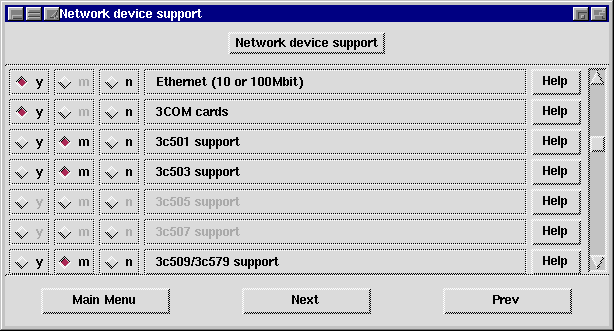 Network device support
Network device support
y m n Ethernet (10 or 100Mbit) Help
y m n 3COM cards Help
y m n 3c501 support Help
y m n 3c503 support Help
y m n 3c505 support Help
y m n 3c507 support Help
y m n 3c509/3c579 support Help
Main Menu Next Prev